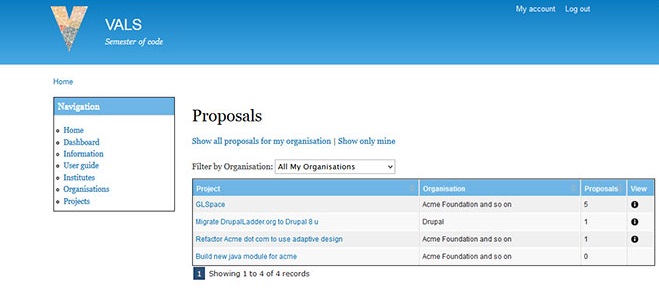 My account Log out
VALS
Semester of code
Home
Navigation
Home
Dashboard
Information
User guide
Institutes
Organisations
Projects
Proposals
Show all proposals for my organisation | Show only mine
Filter by Organisation: All My Organisations
Project Organisation Proposals View
GLSpace Acme Foundation and so on 5
Migrate DrupalLadder.org to Drupal 8 u Drupal 1
Refactor Acme dot com to use adaptive design Acme Foundation and so on 1
Build new java module for acme Acme Foundation and so on 0
1 Showing 1 to 4 of 4 records